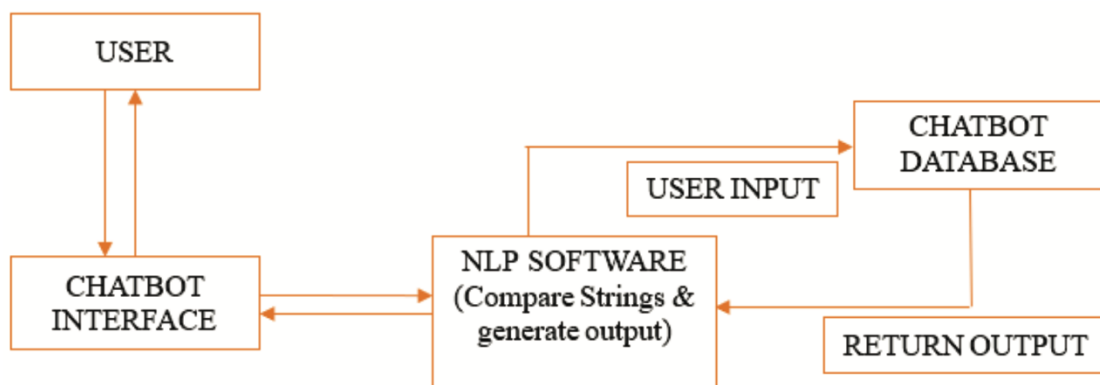 USER
CHATBOT
DATABASE
USER INPUT
NLP SOFTWARE
(Compare Strings &
generate output)
CHATBOT
INTERFACE
RETURN OUTPUT